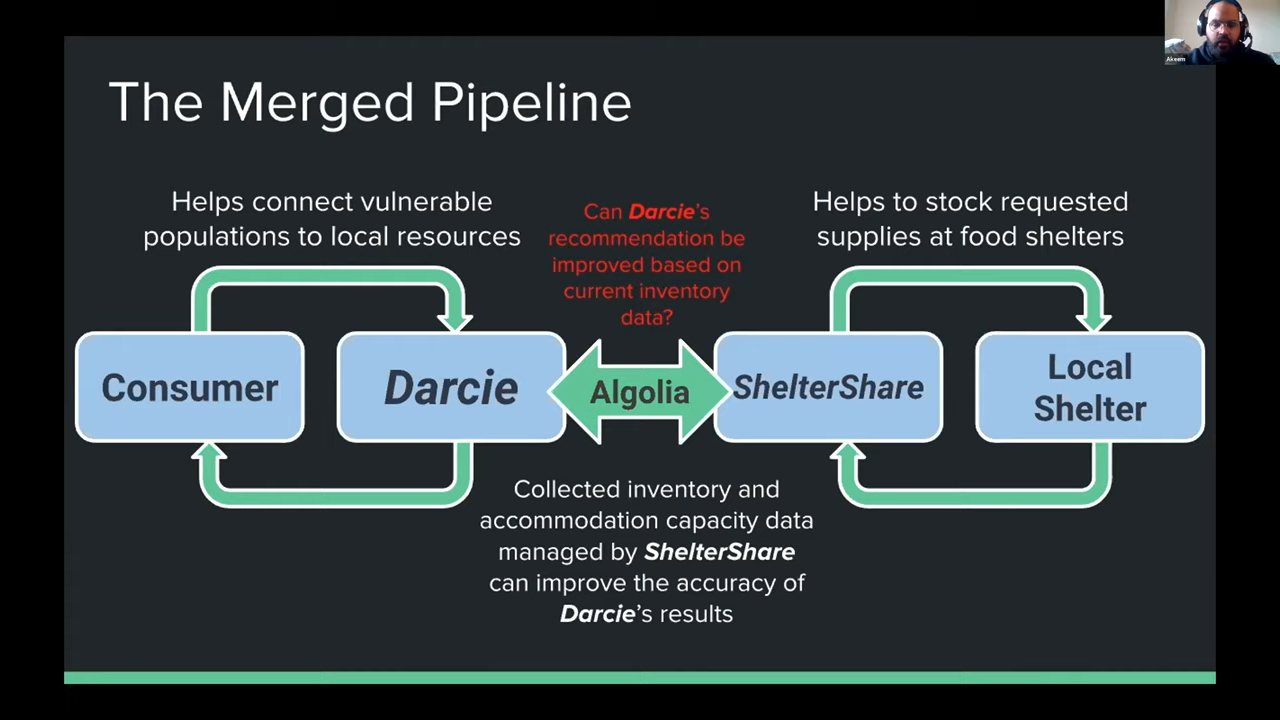 Akeem
The Merged Pipeline
Helps connect vulnerable
populations to local resources
Can Darcie's
recommendation be
improved based on
current inventory
data?
Helps to stock requested
supplies at food shelters
Consumer
Darcie
Algolia
ShelterShare
Local
Shelter
Collected inventory and
accommodation capacity data
managed by ShelterShare
can improve the accuracy of
Darcie's results